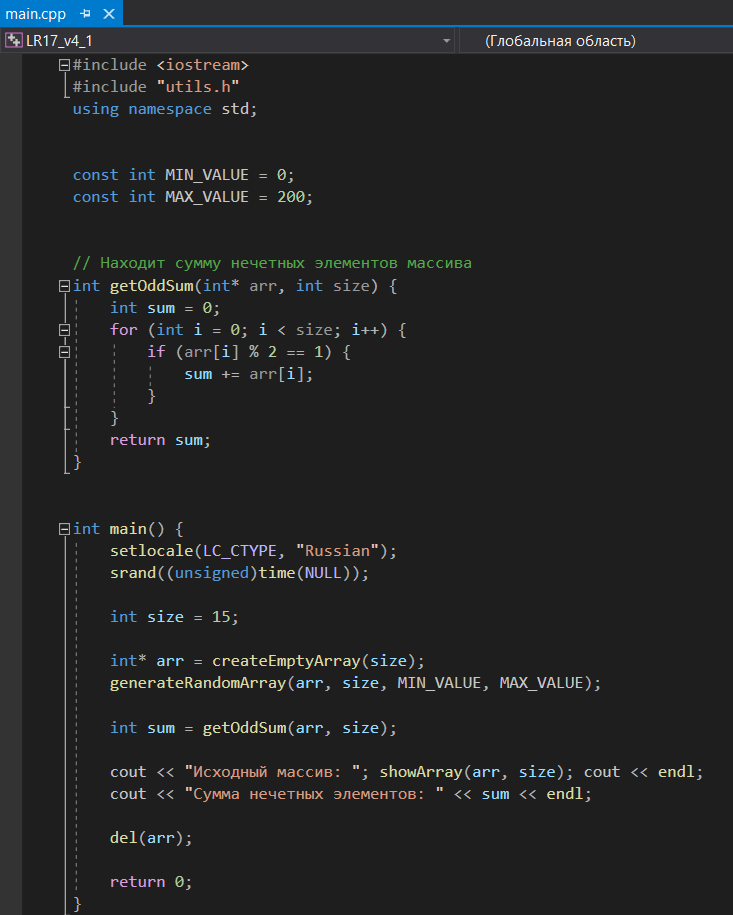 main.cpp
LR17_v4_1 (Глобальная область)
#include <iostream>
#include "utils.h"
using namespace std;
const int MIN_VALUE = 0;
const int MAX_VALUE = 200;
// Находит сумму нечетных элементов массива
int getOddSum(int* arr, int size) {
    int sum = 0;
    for (int i = 0; i < size; i++) {
        if (arr[i] % 2 == 1) {
            sum += arr[i];
        }
    }
    return sum;
}
int main() {
    setlocale(LC_CTYPE, "Russian");
    srand((unsigned)time(NULL));
    int size = 15;
    int* arr = createEmptyArray(size);
    generateRandomArray(arr, size, MIN_VALUE, MAX_VALUE);
    int sum = getOddSum(arr, size);
    cout << "Исходный массив: "; showArray(arr, size); cout << endl;
    cout << "Сумма нечетных элементов: " << sum << endl;
    del(arr);
    return 0;
}